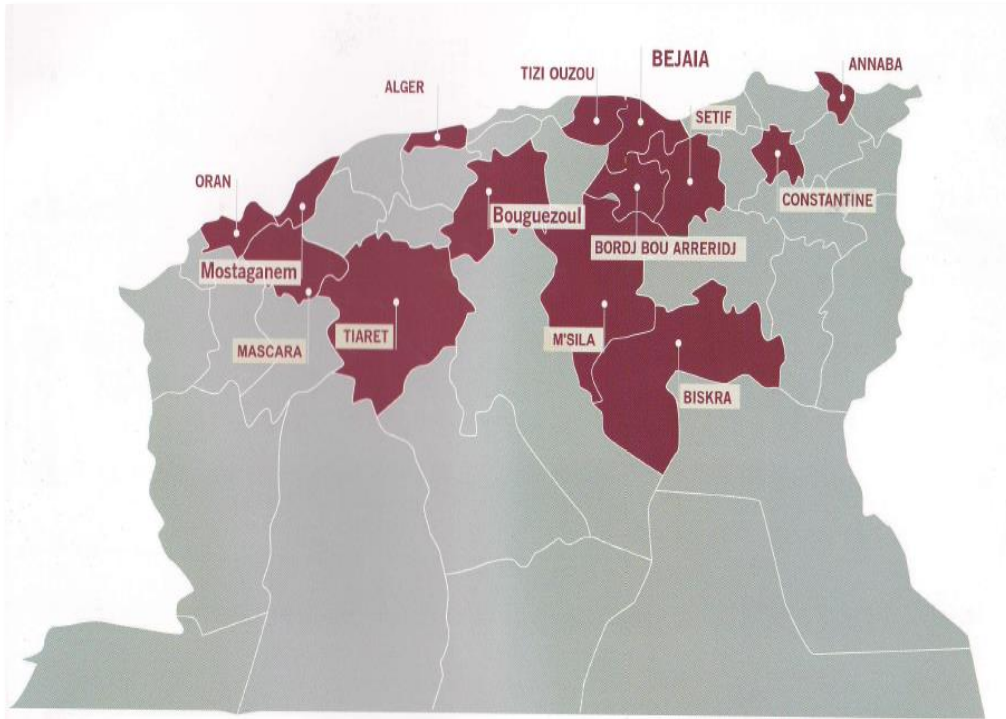 ANNABA
BEJAIA
TIZI OUZOU
ALGER
SETIF
ORAN
CONSTANTINE
Bouguezoul
BORDJ BOU ARRERIDJ
Mostaganem
TIARET
M'SILA
MASCARA
BISKRA